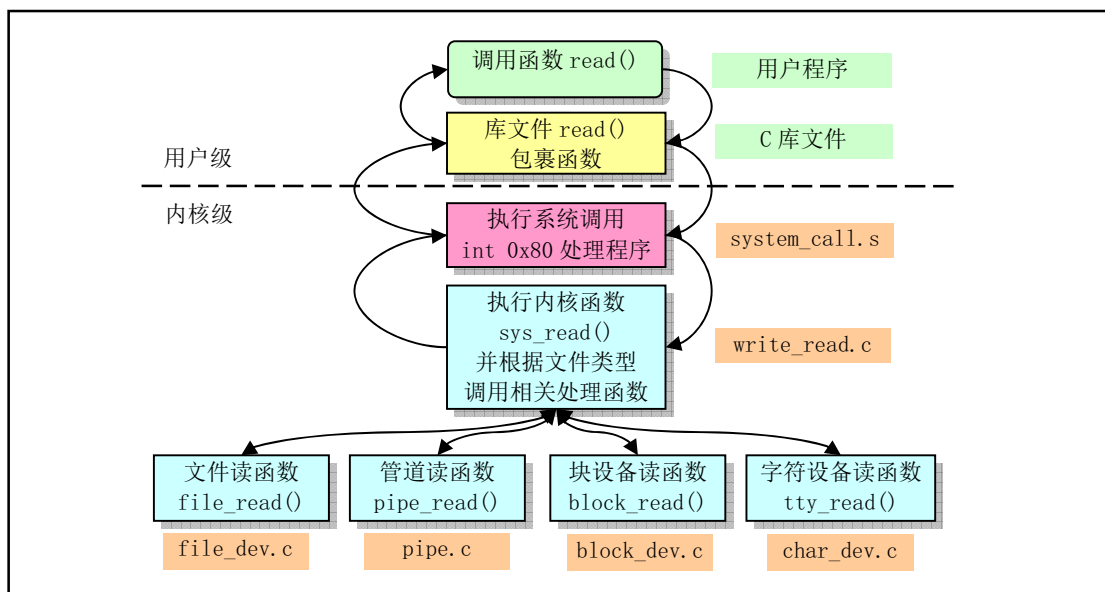 调用函数 read()
用户程序
库文件 read()
包裹函数
C 库文件
用户级
内核级
执行系统调用
int 0x80 处理程序
system_call.s
执行内核函数
sys_read()
并根据文件类型
调用相关处理函数
write_read.c
文件读函数
file_read()
管道读函数
pipe_read()
块设备读函数
block_read()
字符设备读函数
tty_read()
file_dev.c
pipe.c
block_dev.c
char_dev.c